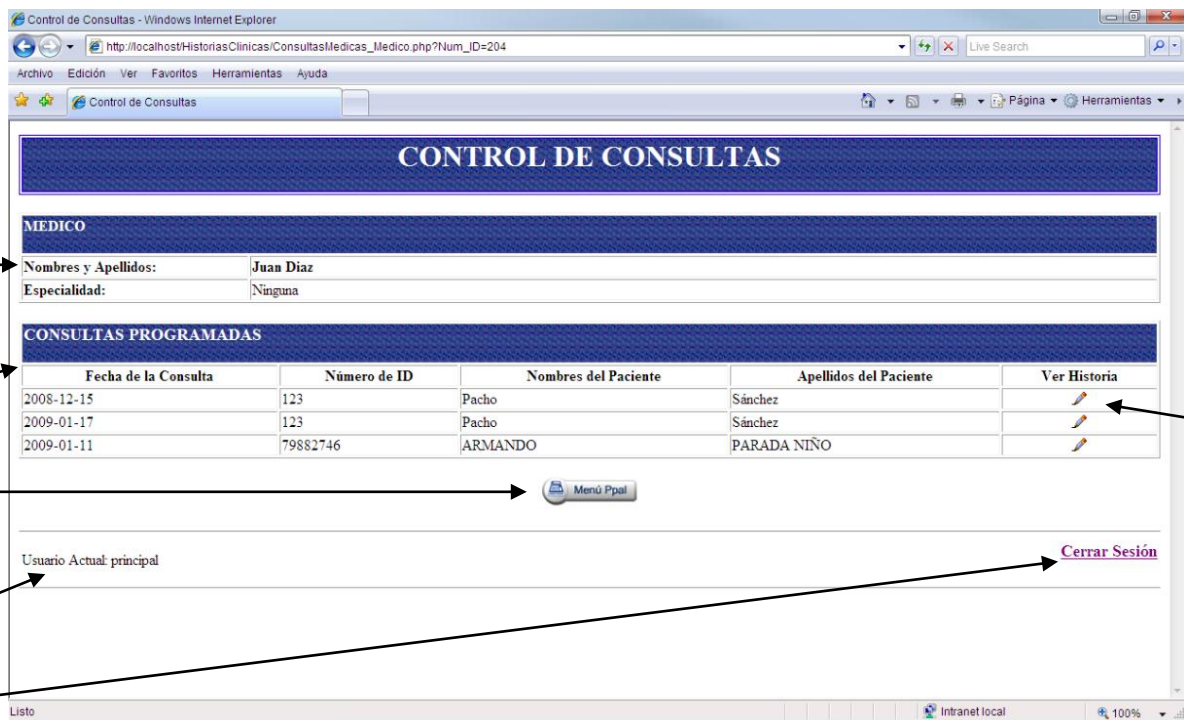 Control de Consultas - Windows Internet Explorer
http://localhost/HistoriasClinicas/ConsultasMedicas_Medico.php?Num_ID=204
Live Search
Archivo Edición Ver Favoritos Herramientas Ayuda
Control de Consultas
Página Herramientas
CONTROL DE CONSULTAS
MEDICO
Nombres y Apellidos: Juan Diaz
Especialidad: Ninguna
CONSULTAS PROGRAMADAS
Fecha de la Consulta Número de ID Nombres del Paciente Apellidos del Paciente Ver Historia
2008-12-15 123 Pacho Sánchez
2009-01-17 123 Pacho Sánchez
2009-01-11 79882746 ARMANDO PARADA NIÑO
Menú Ppal
Usuario Actual: principal
Cerrar Sesión
Listo
Intranet local
100%